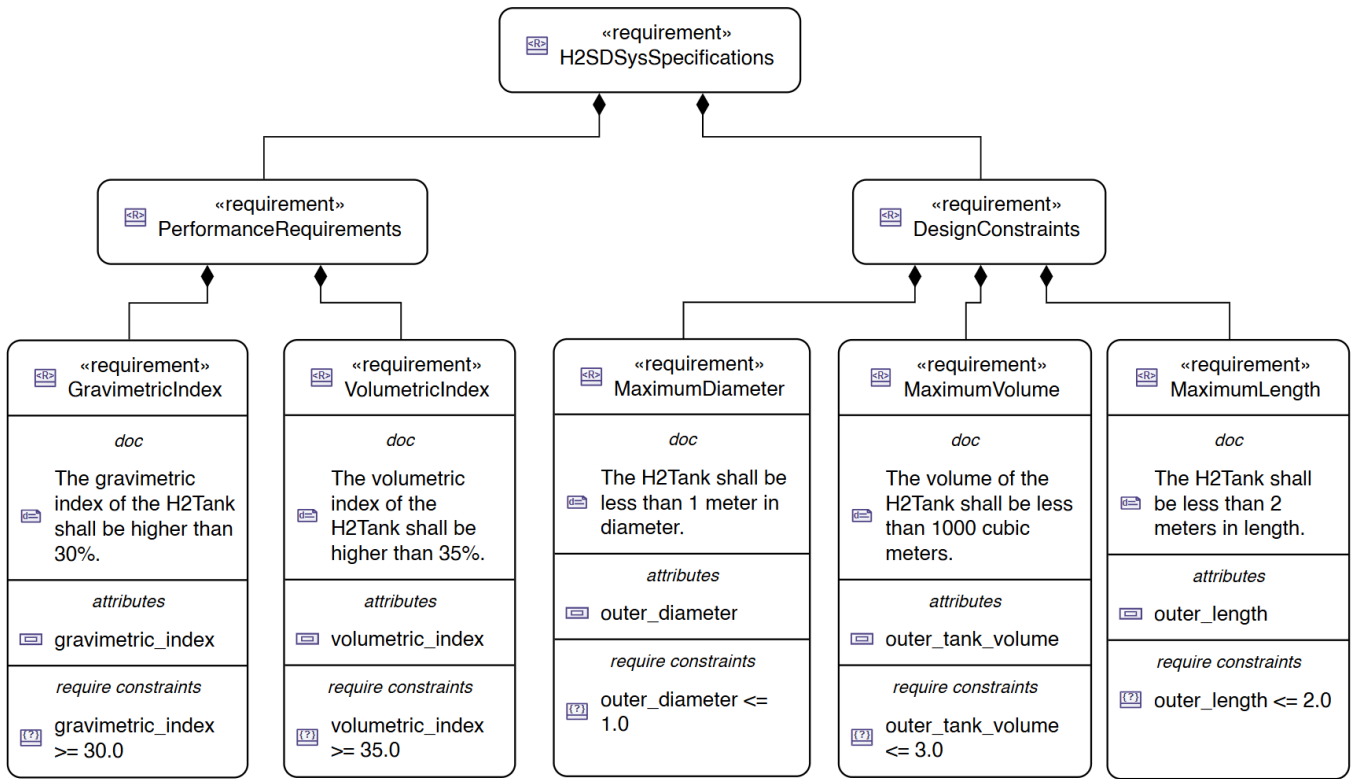 «requirement»
H2SDSysSpecifications
«requirement»
PerformanceRequirements
«requirement»
DesignConstraints
«requirement»
GravimetricIndex
doc
The gravimetric
index of the H2Tank
shall be higher than
30%.
attributes
gravimetric_index
require constraints
gravimetric_index
>= 30.0
«requirement»
VolumetricIndex
doc
The volumetric
index of the
H2Tank shall be
higher than 35%.
attributes
volumetric_index
require constraints
volumetric_index
>= 35.0
«requirement»
MaximumDiameter
doc
The H2Tank shall be
less than 1 meter in
diameter.
attributes
outer_diameter
require constraints
outer_diameter <=
1.0
«requirement»
MaximumVolume
doc
The volume of the
H2Tank shall be less
than 1000 cubic
meters.
attributes
outer_tank_volume
require constraints
outer_tank_volume
<= 3.0
«requirement»
MaximumLength
doc
The H2Tank shall
be less than 2
meters in length.
attributes
outer_length
require constraints
outer_length <= 2.0